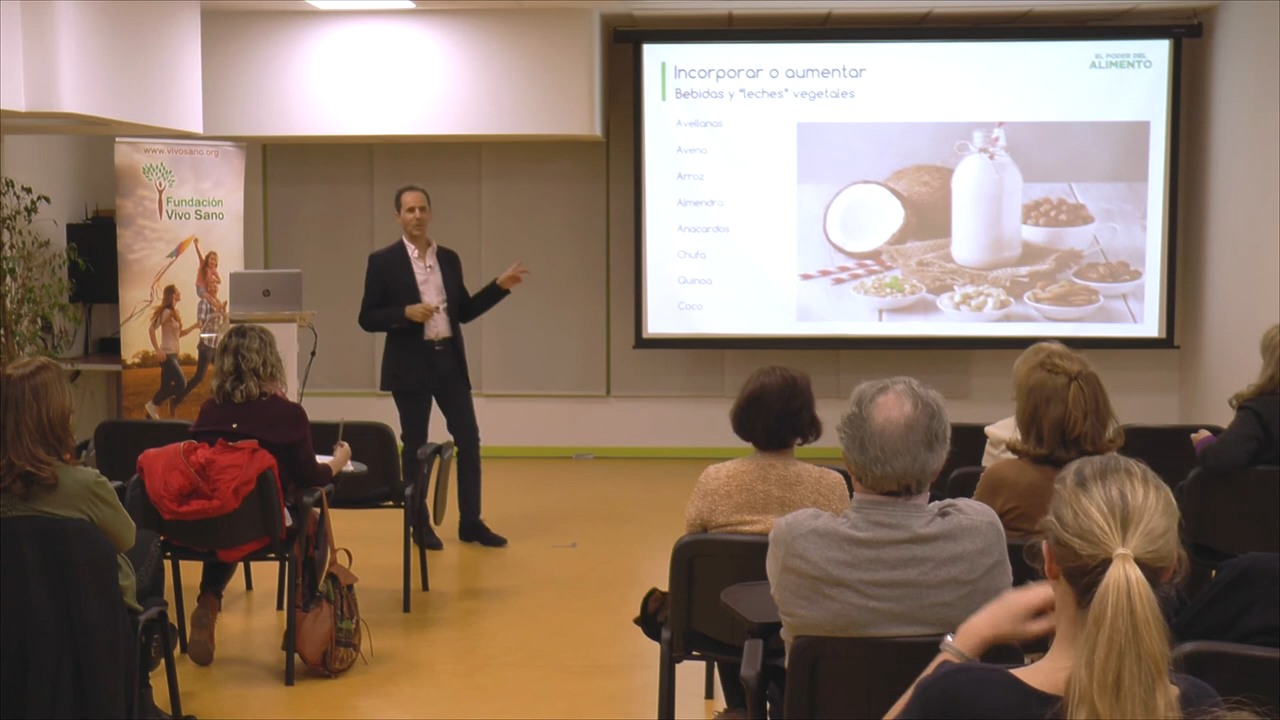 www.vivosano.org
Fundación
Vivo Sano
hp
EL PODER DEL
ALIMENTO
Incorporar o aumentar
Bebidas y "leches" vegetales
Avellanas
Avena
Arroz
Almendra
Anacardos
Chufa
Quinoa
Coco